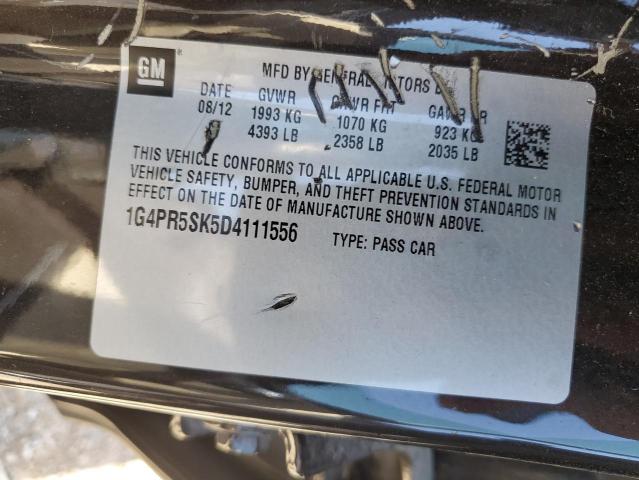 GM
MFD BY GENERAL MOTORS
DATE GVWR GAWR FRT GAWR RR
08/12 1993 KG 1070 KG 923 KG
4393 LB 2358 LB 2035 LB
THIS VEHICLE CONFORMS TO ALL APPLICABLE U.S. FEDERAL MOTOR
VEHICLE SAFETY, BUMPER, AND THEFT PREVENTION STANDARDS IN
EFFECT ON THE DATE OF MANUFACTURE SHOWN ABOVE.
1G4PR5SK5D4111556 TYPE: PASS CAR